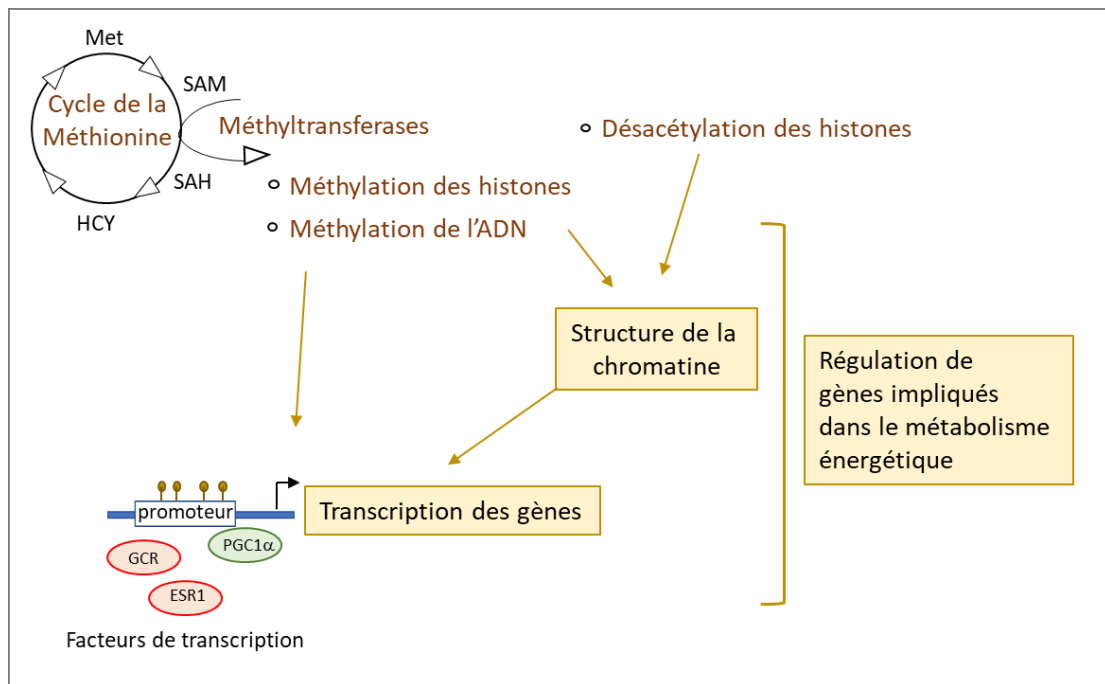 Met
SAM
Cycle de la
Méthionine
Méthyltransferases
SAH
HCY
Désacétylation des histones
Méthylation des histones
Méthylation de l'ADN
Structure de la
chromatine
Régulation de
gènes impliqués
dans le métabolisme
énergétique
promoteur
Transcription des gènes
GCR
PGC1α
ESR1
Facteurs de transcription